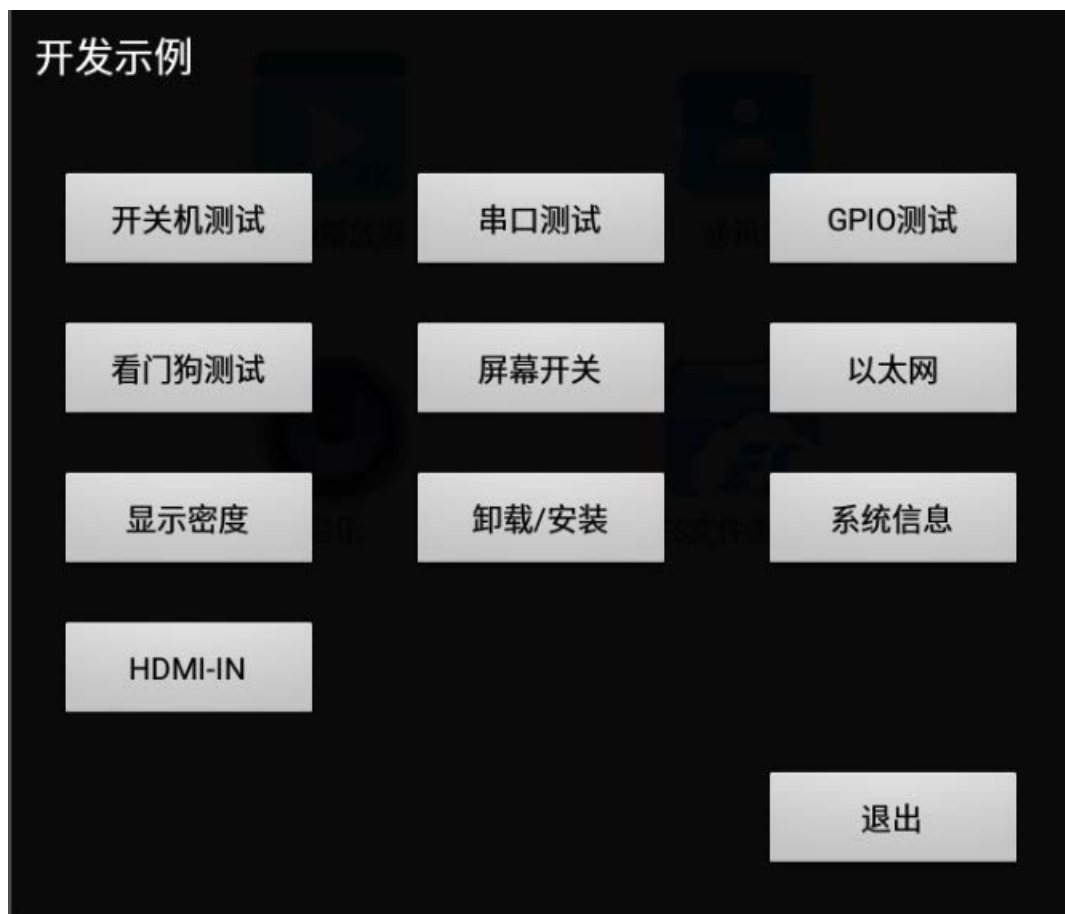 开发示例
开关机测试
串口测试
GPIO测试
看门狗测试
屏幕开关
以太网
显示密度
卸载/安装
系统信息
HDMI-IN
退出